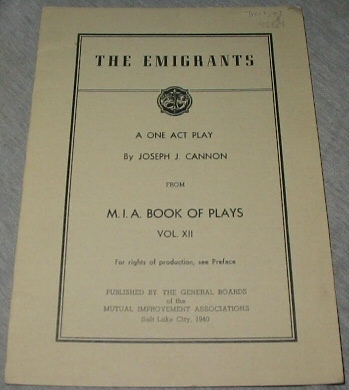 THE EMIGRANTS
A ONE ACT PLAY
By JOSEPH J. CANNON
FROM
M.I.A. BOOK OF PLAYS
VOL. XII
For rights of production, see Preface
PUBLISHED BY THE GENERAL BOARDS
of the
MUTUAL IMPROVEMENT ASSOCIATIONS
Salt Lake City, 1940